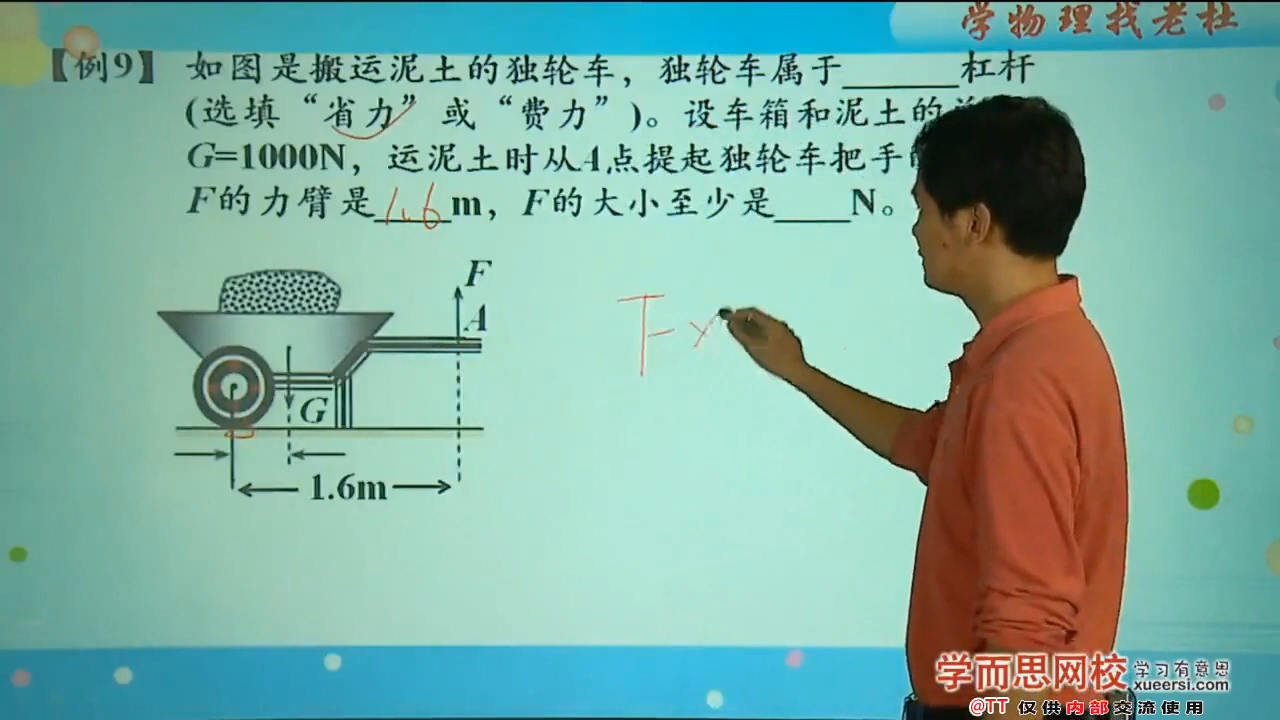 学物理找老杜
【例9】 如图是搬运泥土的独轮车，独轮车属于______杠杆
(选填“省力”或“费力”)。设车箱和泥土的总
G=1000N，运泥土时从A点提起独轮车把手的
F的力臂是1.6m，F的大小至少是____N。
F
A
F×
G
1.6m
学而思网校 学习有意思
xueersi.com
@TT 仅供内部交流使用